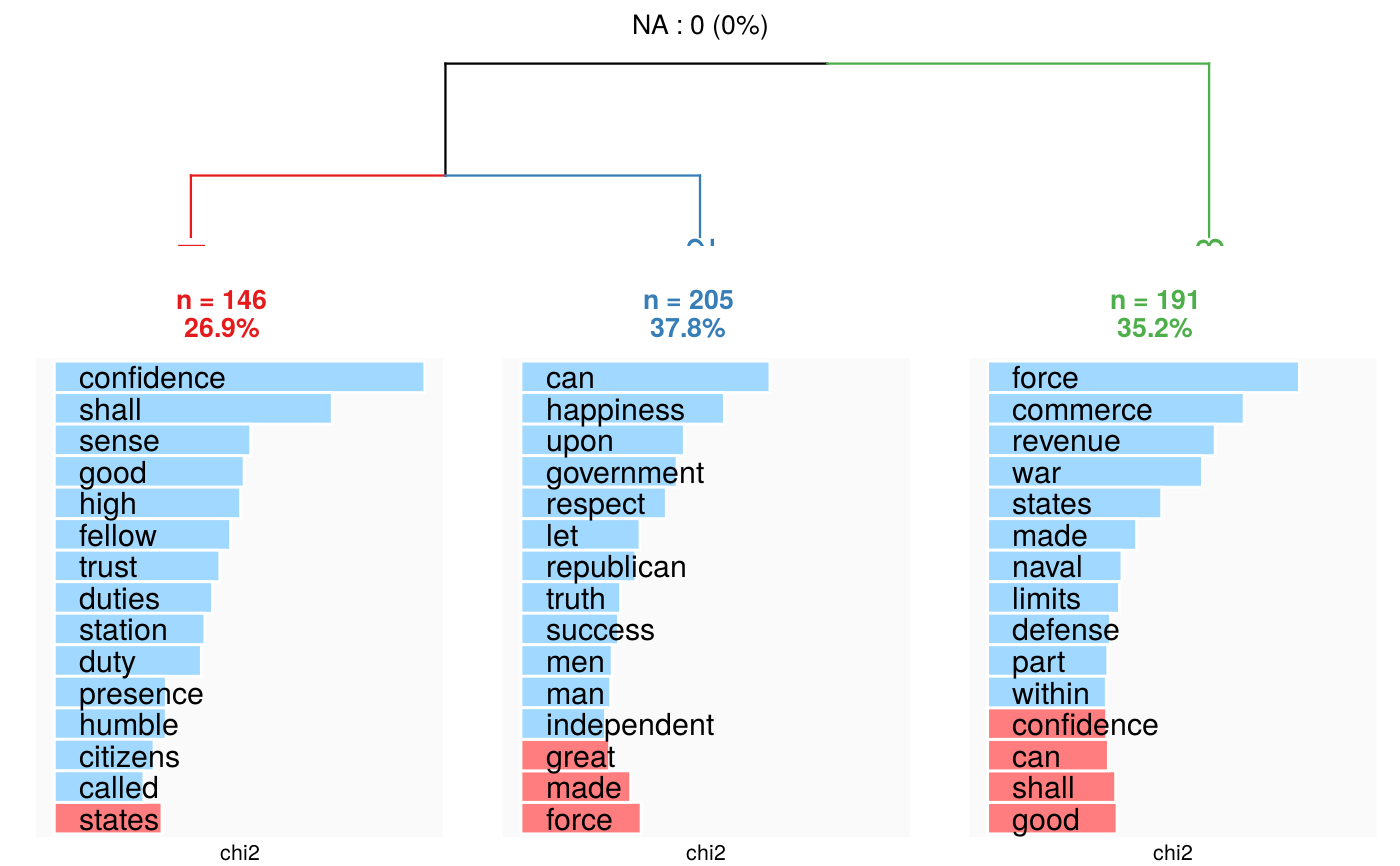 NA : 0 (0%)
n = 146
26.9%
n = 205
37.8%
n = 191
35.2%
confidence
shall
sense
good
high
fellow
trust
duties
station
duty
presence
humble
citizens
called
states
chi2
can
happiness
upon
government
respect
let
republican
truth
success
men
man
independent
great
made
force
chi2
force
commerce
revenue
war
states
made
naval
limits
defense
part
within
confidence
can
shall
good
chi2